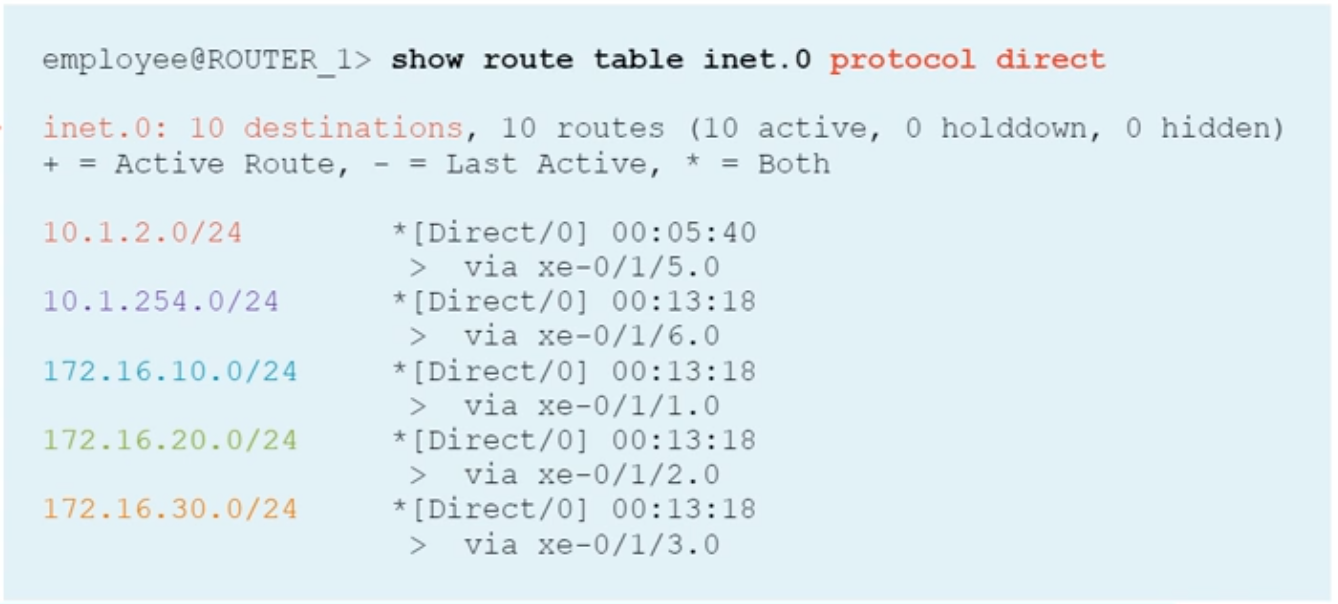 employee@ROUTER_1> show route table inet.0 protocol direct
inet.0: 10 destinations, 10 routes (10 active, 0 holddown, 0 hidden)
+ = Active Route, - = Last Active, * = Both
10.1.2.0/24 *[Direct/0] 00:05:40
> via xe-0/1/5.0
10.1.254.0/24 *[Direct/0] 00:13:18
> via xe-0/1/6.0
172.16.10.0/24 *[Direct/0] 00:13:18
> via xe-0/1/1.0
172.16.20.0/24 *[Direct/0] 00:13:18
> via xe-0/1/2.0
172.16.30.0/24 *[Direct/0] 00:13:18
> via xe-0/1/3.0